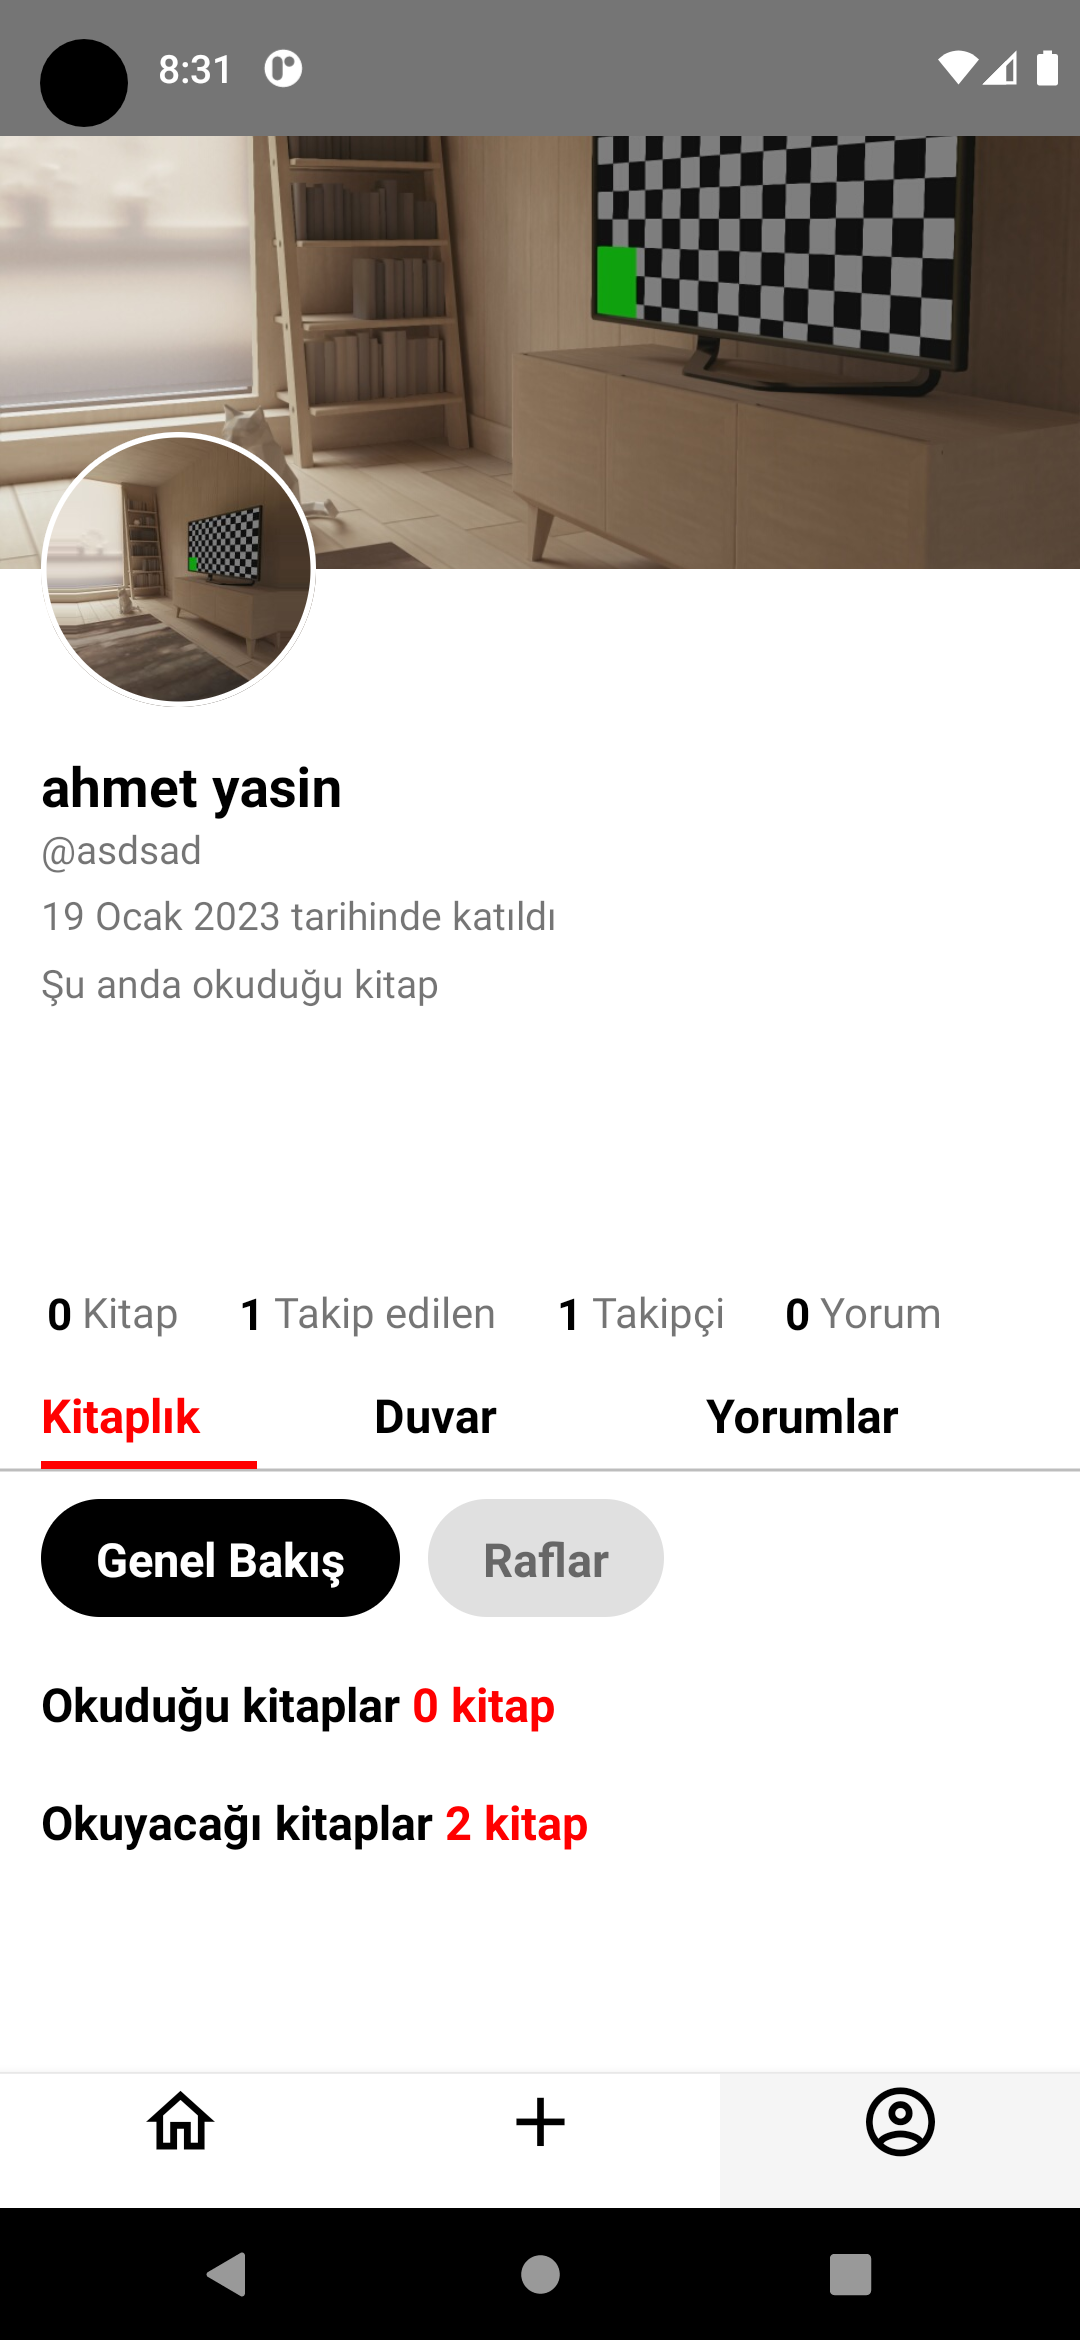 8:31
ahmet yasin
@asdsad
19 Ocak 2023 tarihinde katıldı
Şu anda okuduğu kitap
0 Kitap 1 Takip edilen 1 Takipçi 0 Yorum
Kitaplık Duvar Yorumlar
Genel Bakış Raflar
Okuduğu kitaplar 0 kitap
Okuyacağı kitaplar 2 kitap